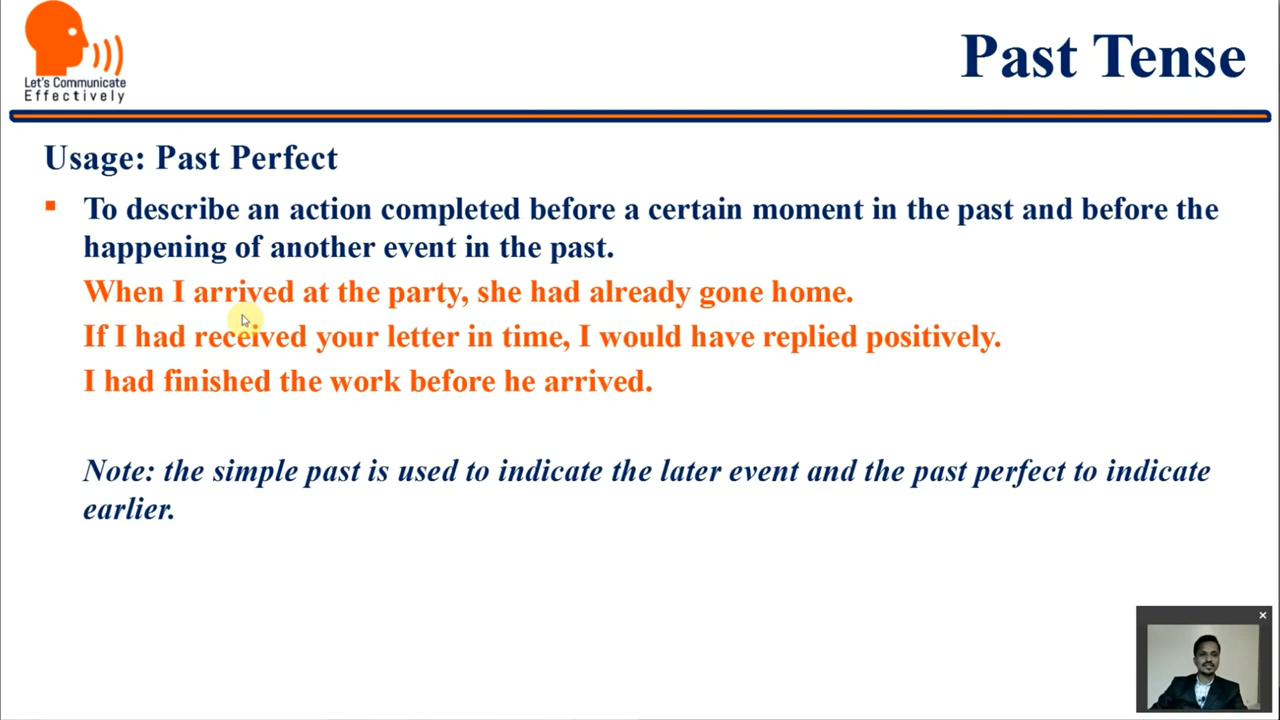 Let's Communicate
Effectively
Past Tense
Usage: Past Perfect
▪ To describe an action completed before a certain moment in the past and before the
happening of another event in the past.
When I arrived at the party, she had already gone home.
If I had received your letter in time, I would have replied positively.
I had finished the work before he arrived.
Note: the simple past is used to indicate the later event and the past perfect to indicate
earlier.